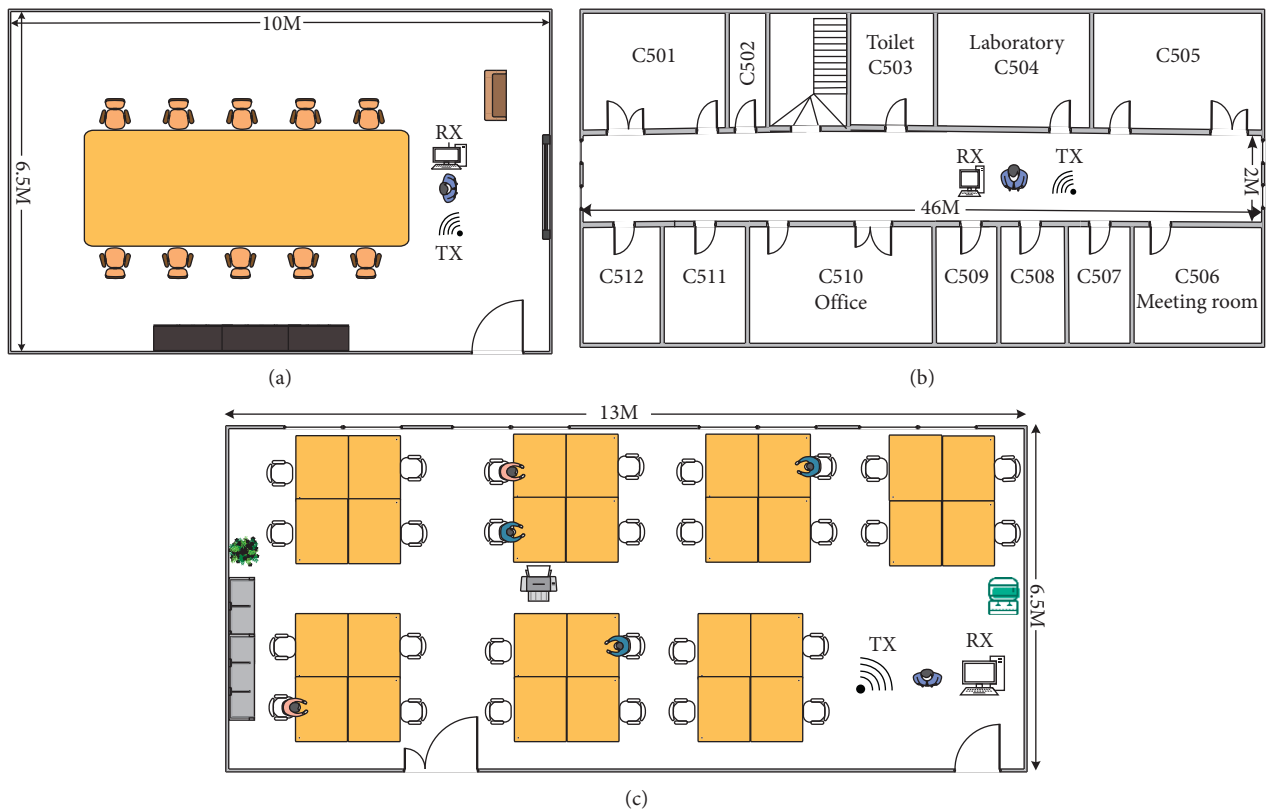 10M
6.5M
RX
TX
(a)
C501
C502
Toilet
C503
Laboratory
C504
C505
RX
TX
2M
46M
C512
C511
C510
Office
C509
C508
C507
C506
Meeting room
(b)
13M
6.5M
TX
RX
(c)